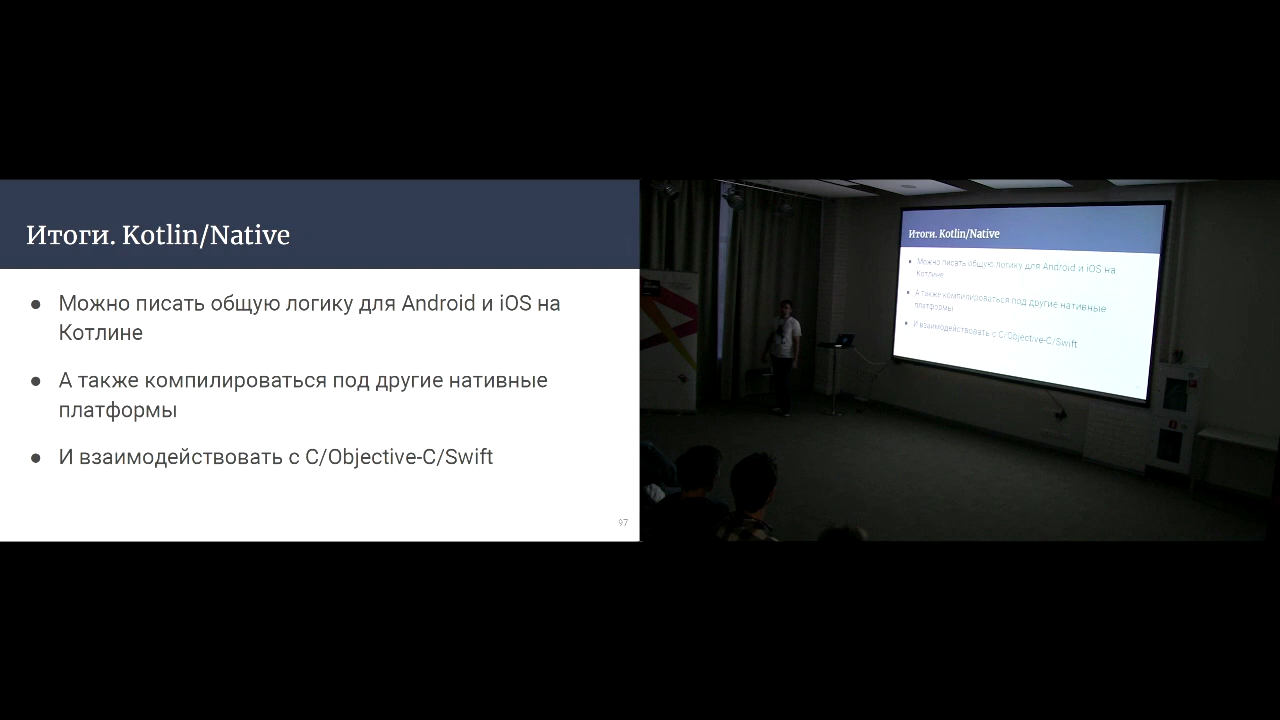 Итоги. Kotlin/Native
● Можно писать общую логику для Android и iOS на
Котлине
● А также компилироваться под другие нативные
платформы
● И взаимодействовать с C/Objective-C/Swift
97
Итоги. Kotlin/Native
● Можно писать общую логику для Android и iOS на
Котлине
● А также компилироваться под другие нативные
платформы
● И взаимодействовать с C/Objective-C/Swift